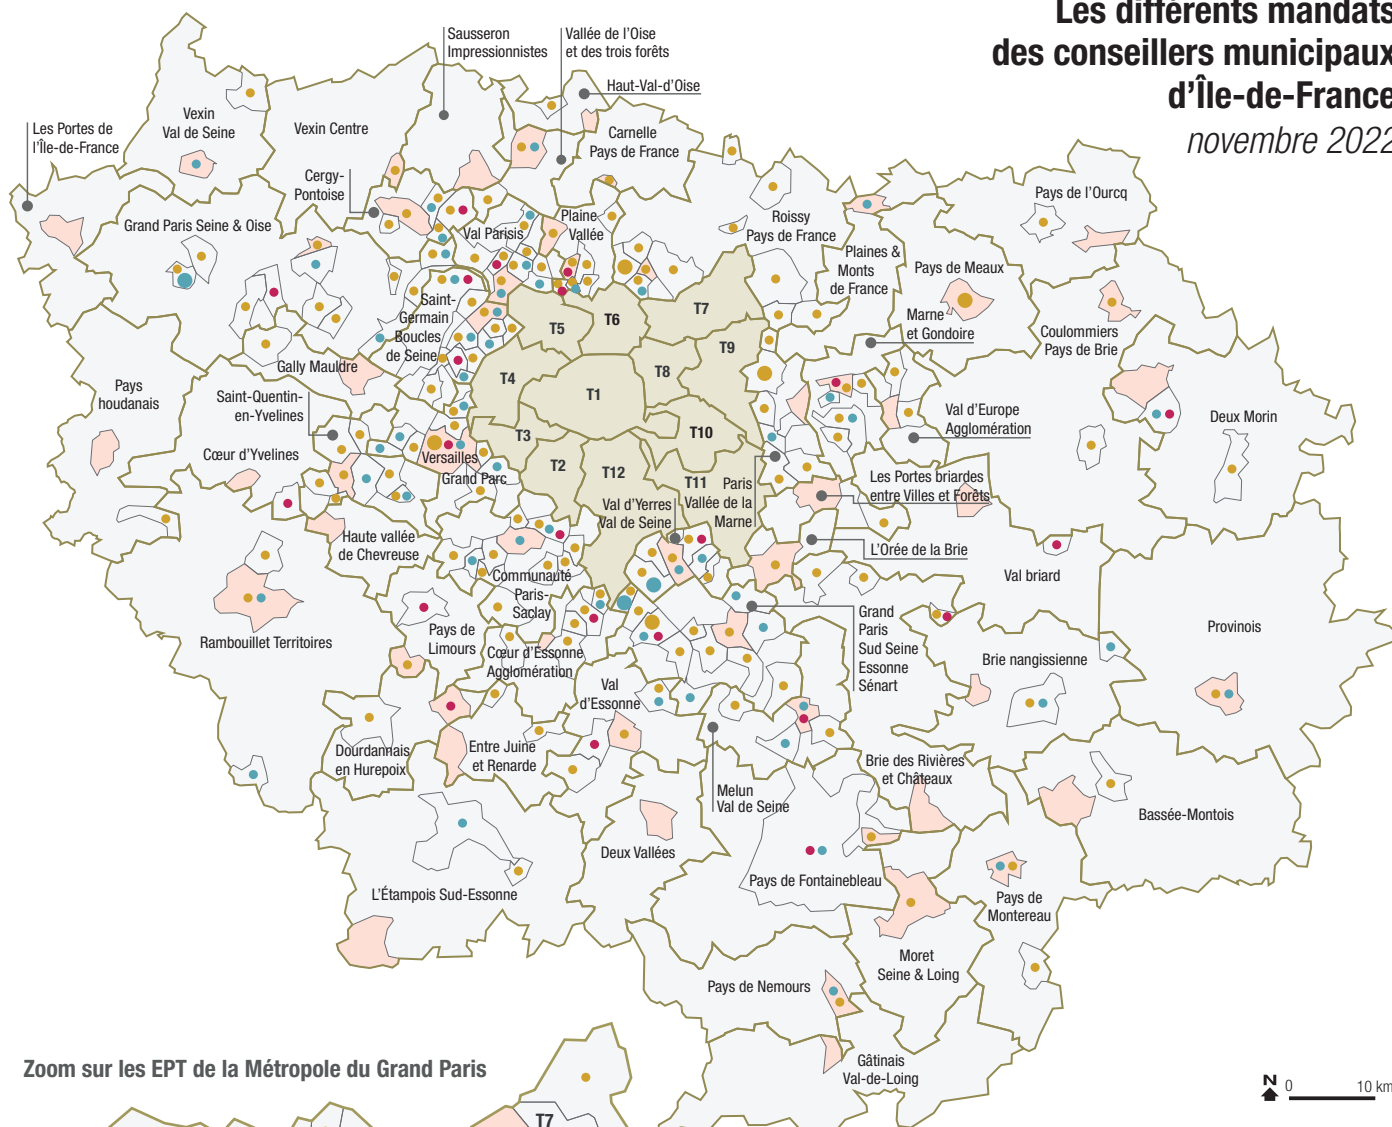 Les différents mandats
des conseillers municipaux
d'Île-de-France
novembre 2022
Sausseron
Impressionnistes
Vallée de l'Oise
et des trois forêts
Haut-Val-d'Oise
Les Portes de
l'Île-de-France
Vexin
Val de Seine
Vexin Centre
Carnelle
Pays de France
Cergy-
Pontoise
Grand Paris Seine & Oise
Val Parisis
Plaine
Vallée
Roissy
Pays de France
Pays de l'Ourcq
Plaines &
Monts
de France
Pays de Meaux
Marne
et Gondoire
Coulommiers
Pays de Brie
Saint-
Germain
Boucles
de Seine
Gally Mauldre
Pays
houdanais
Saint-Quentin-
en-Yvelines
Cœur d'Yvelines
Versailles
Grand Parc
T5
T6
T7
T9
T8
T4
T1
T3
T10
T2
T12
T11
Val d'Europe
Agglomération
Deux Morin
Paris
Vallée de la
Marne
Val d'Yerres
Val de Seine
Les Portes briardes
entre Villes et Forêts
L'Orée de la Brie
Haute vallée
de Chevreuse
Communauté
Paris-
Saclay
Val briard
Grand
Paris
Sud Seine
Essonne
Sénart
Provinois
Rambouillet Territoires
Pays de
Limours
Cœur d'Essonne
Agglomération
Brie nangissienne
Val
d'Essonne
Dourdannais
en Hurepoix
Entre Juine
et Renarde
Brie des Rivières
et Châteaux
Melun
Val de Seine
Bassée-Montois
Deux Vallées
L'Étampois Sud-Essonne
Pays de Fontainebleau
Pays de
Montereau
Moret
Seine & Loing
Pays de Nemours
Gâtinais
Val-de-Loing
Zoom sur les EPT de la Métropole du Grand Paris
T7
N
0
10 km